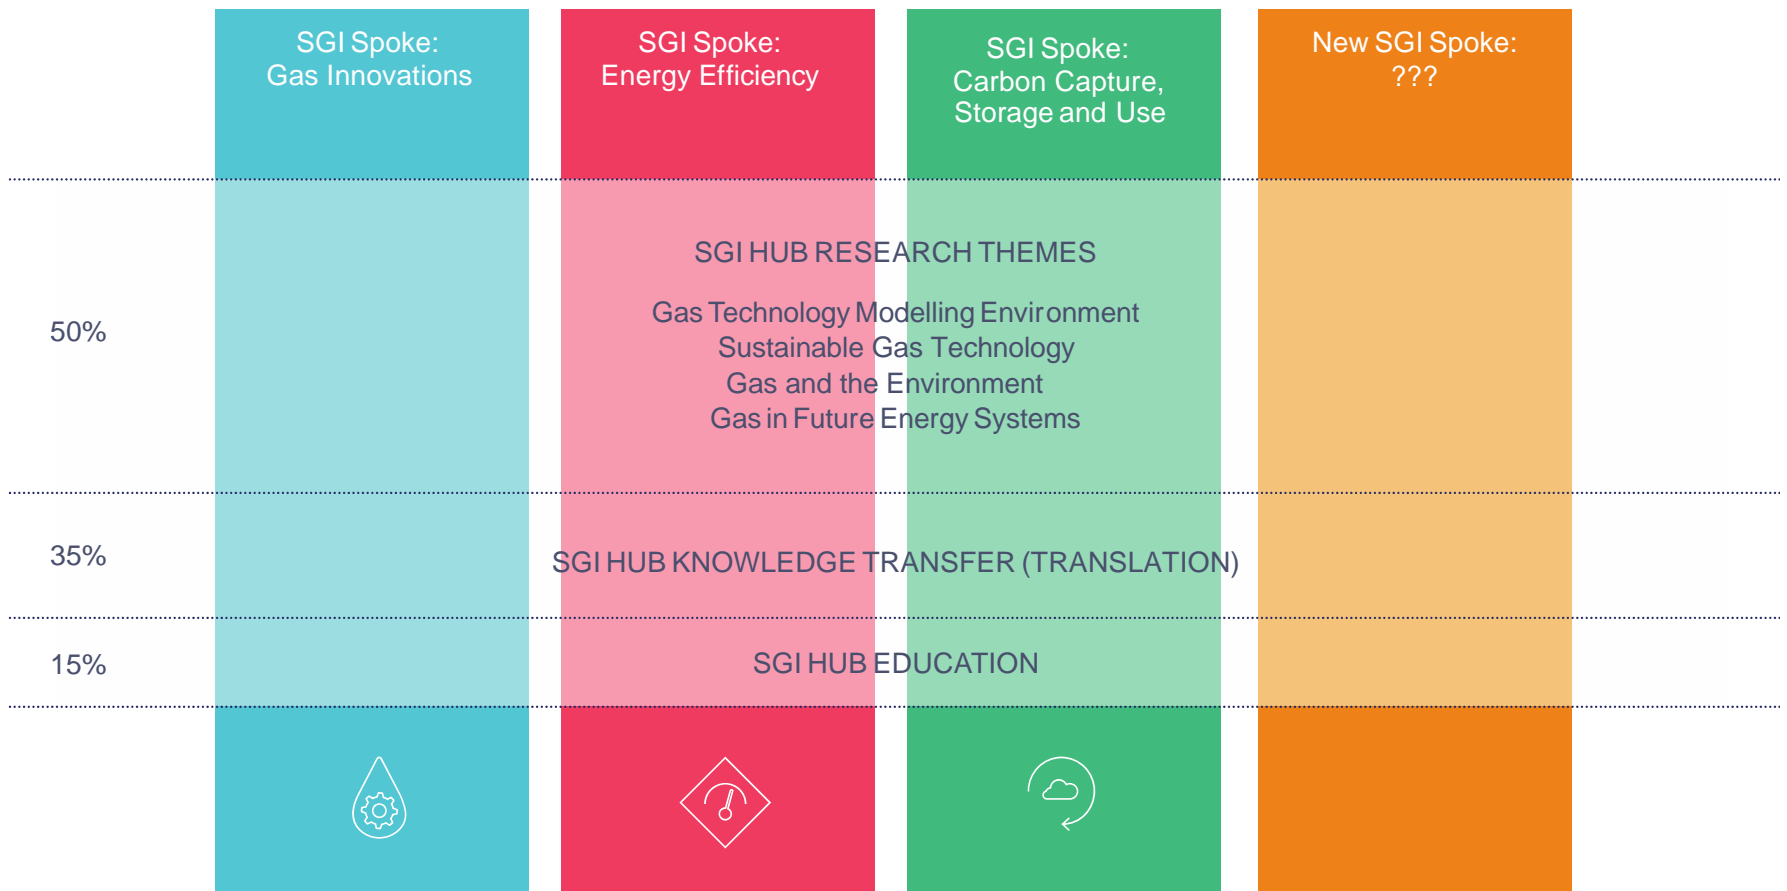 SGI Spoke:
Gas Innovations
SGI Spoke:
Energy Efficiency
SGI Spoke:
Carbon Capture,
Storage and Use
New SGI Spoke:
???
50%
SGI HUB RESEARCH THEMES
Gas Technology Modelling Environment
Sustainable Gas Technology
Gas and the Environment
Gas in Future Energy Systems
35%
SGI HUB KNOWLEDGE TRANSFER (TRANSLATION)
15%
SGI HUB EDUCATION